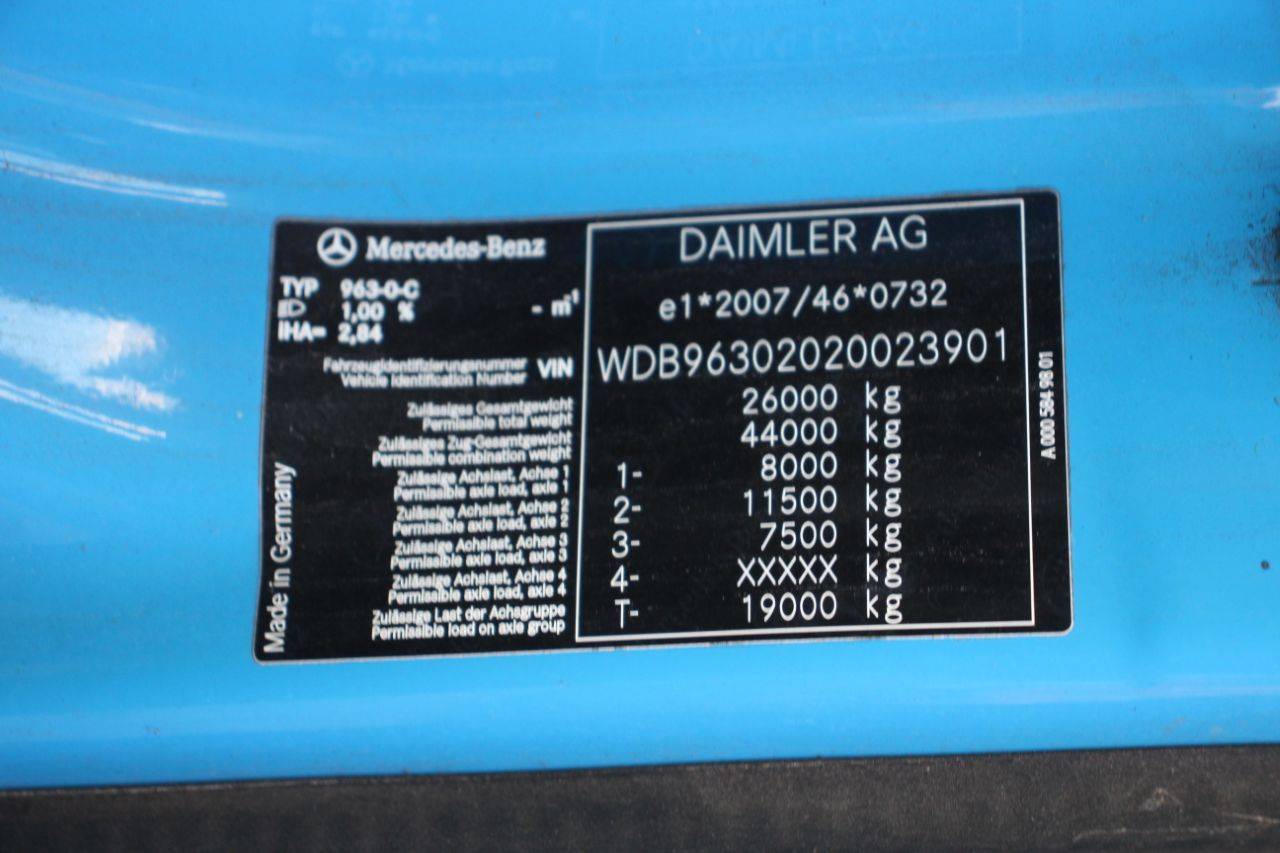 Mercedes-Benz
DAIMLER AG
TYP 963-0-C
1,00 % - m⁻¹
IHA= 2,84
e1*2007/46*0732
Fahrzeugidentifizierungsnummer
Vehicle Identification Number
VIN
WDB96302020023901
Zulässiges Gesamtgewicht
Permissible total weight
26000 kg
Zulässiges Zug-Gesamtgewicht
Permissible combination weight
44000 kg
Zulässige Achslast, Achse 1
Permissible axle load, axle 1
1- 8000 kg
Zulässige Achslast, Achse 2
Permissible axle load, axle 2
2- 11500 kg
Zulässige Achslast, Achse 3
Permissible axle load, axle 3
3- 7500 kg
Zulässige Achslast, Achse 4
Permissible axle load, axle 4
4- XXXXX kg
Zulässige Last der Achsgruppe
Permissible load on axle group
T- 19000 kg
Made in Germany
A 000 584 98 01